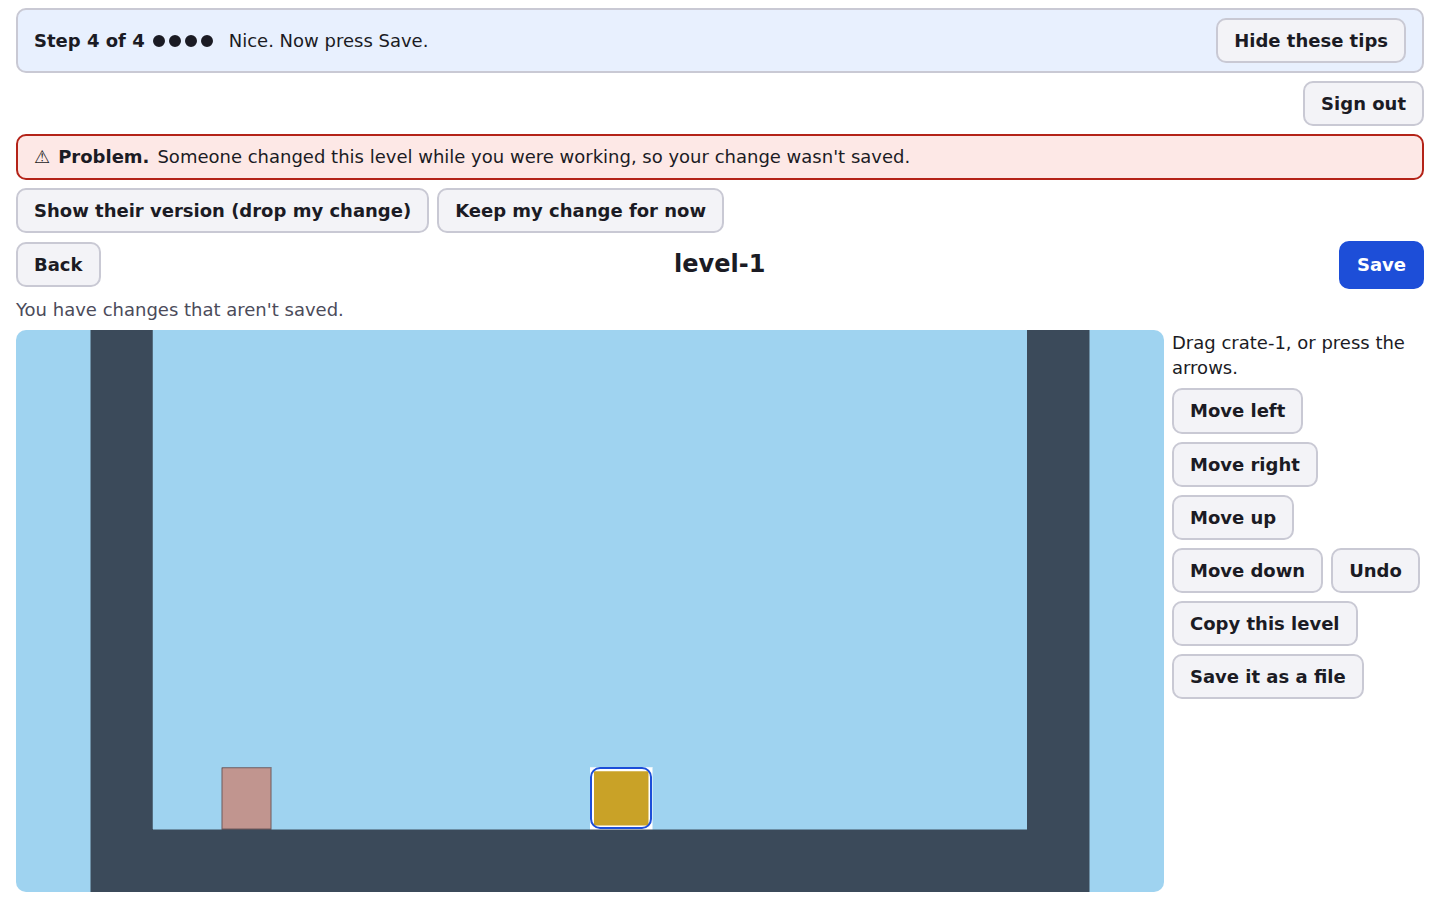 Step 4 of 4 Nice. Now press Save. Hide these tips
Sign out
⚠ Problem. Someone changed this level while you were working, so your change wasn't saved.
Show their version (drop my change) Keep my change for now
Back level-1 Save
You have changes that aren't saved.
Drag crate-1, or press the
arrows.
Move left
Move right
Move up
Move down Undo
Copy this level
Save it as a file